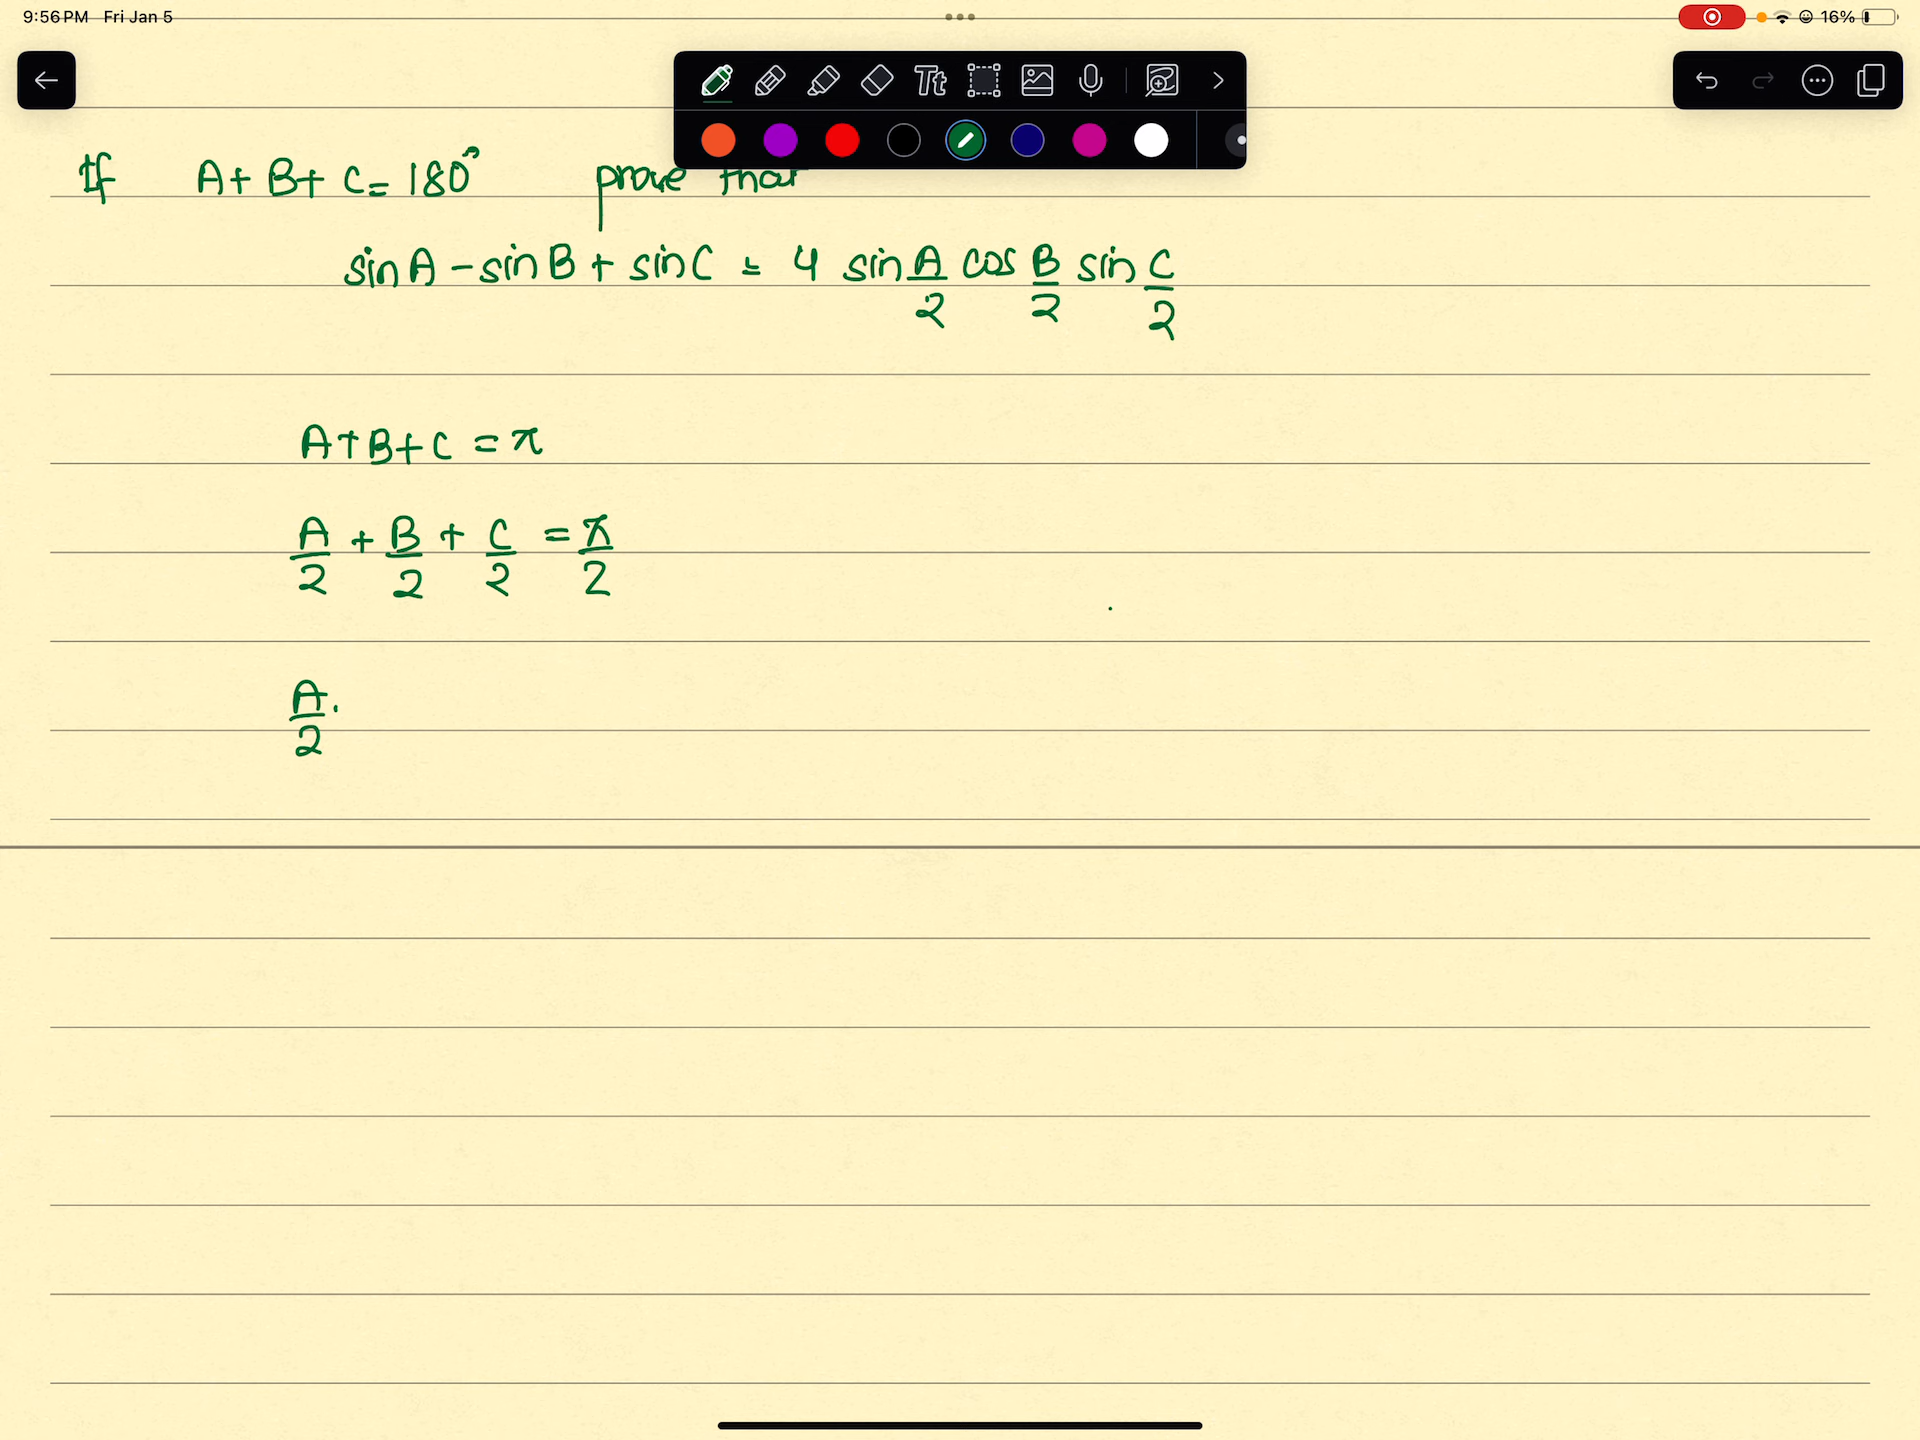 9:56 PM Fri Jan 5
16%
Tt
If A + B + C = 180° prove that
sin A - sin B + sin C = 4 sin A/2 cos B/2 sin C/2
A + B + C = π
A/2 + B/2 + C/2 = π/2
A/2